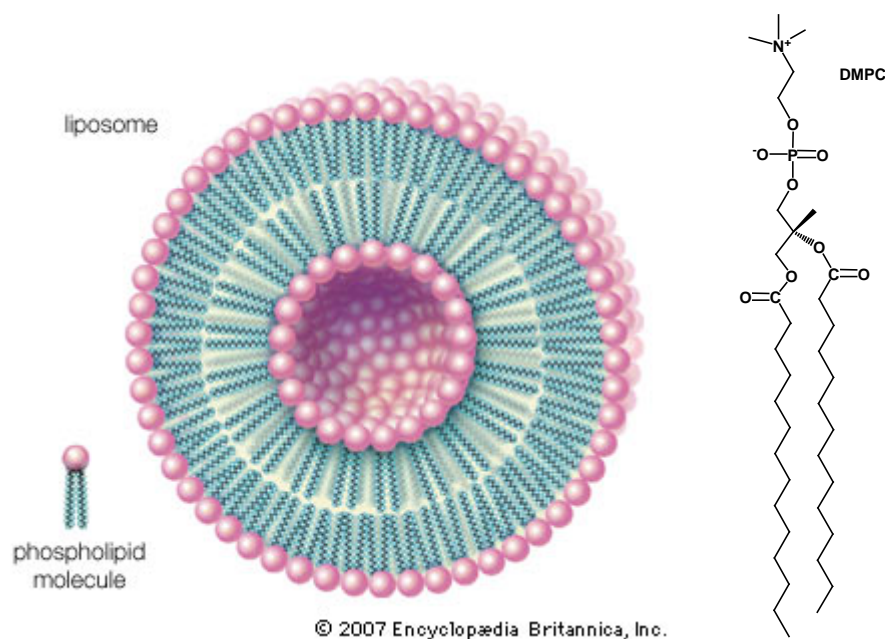 liposome
phospholipid
molecule
© 2007 Encyclopædia Britannica, Inc.
DMPC
N+
O
-O P O
O
O
O C O
O C